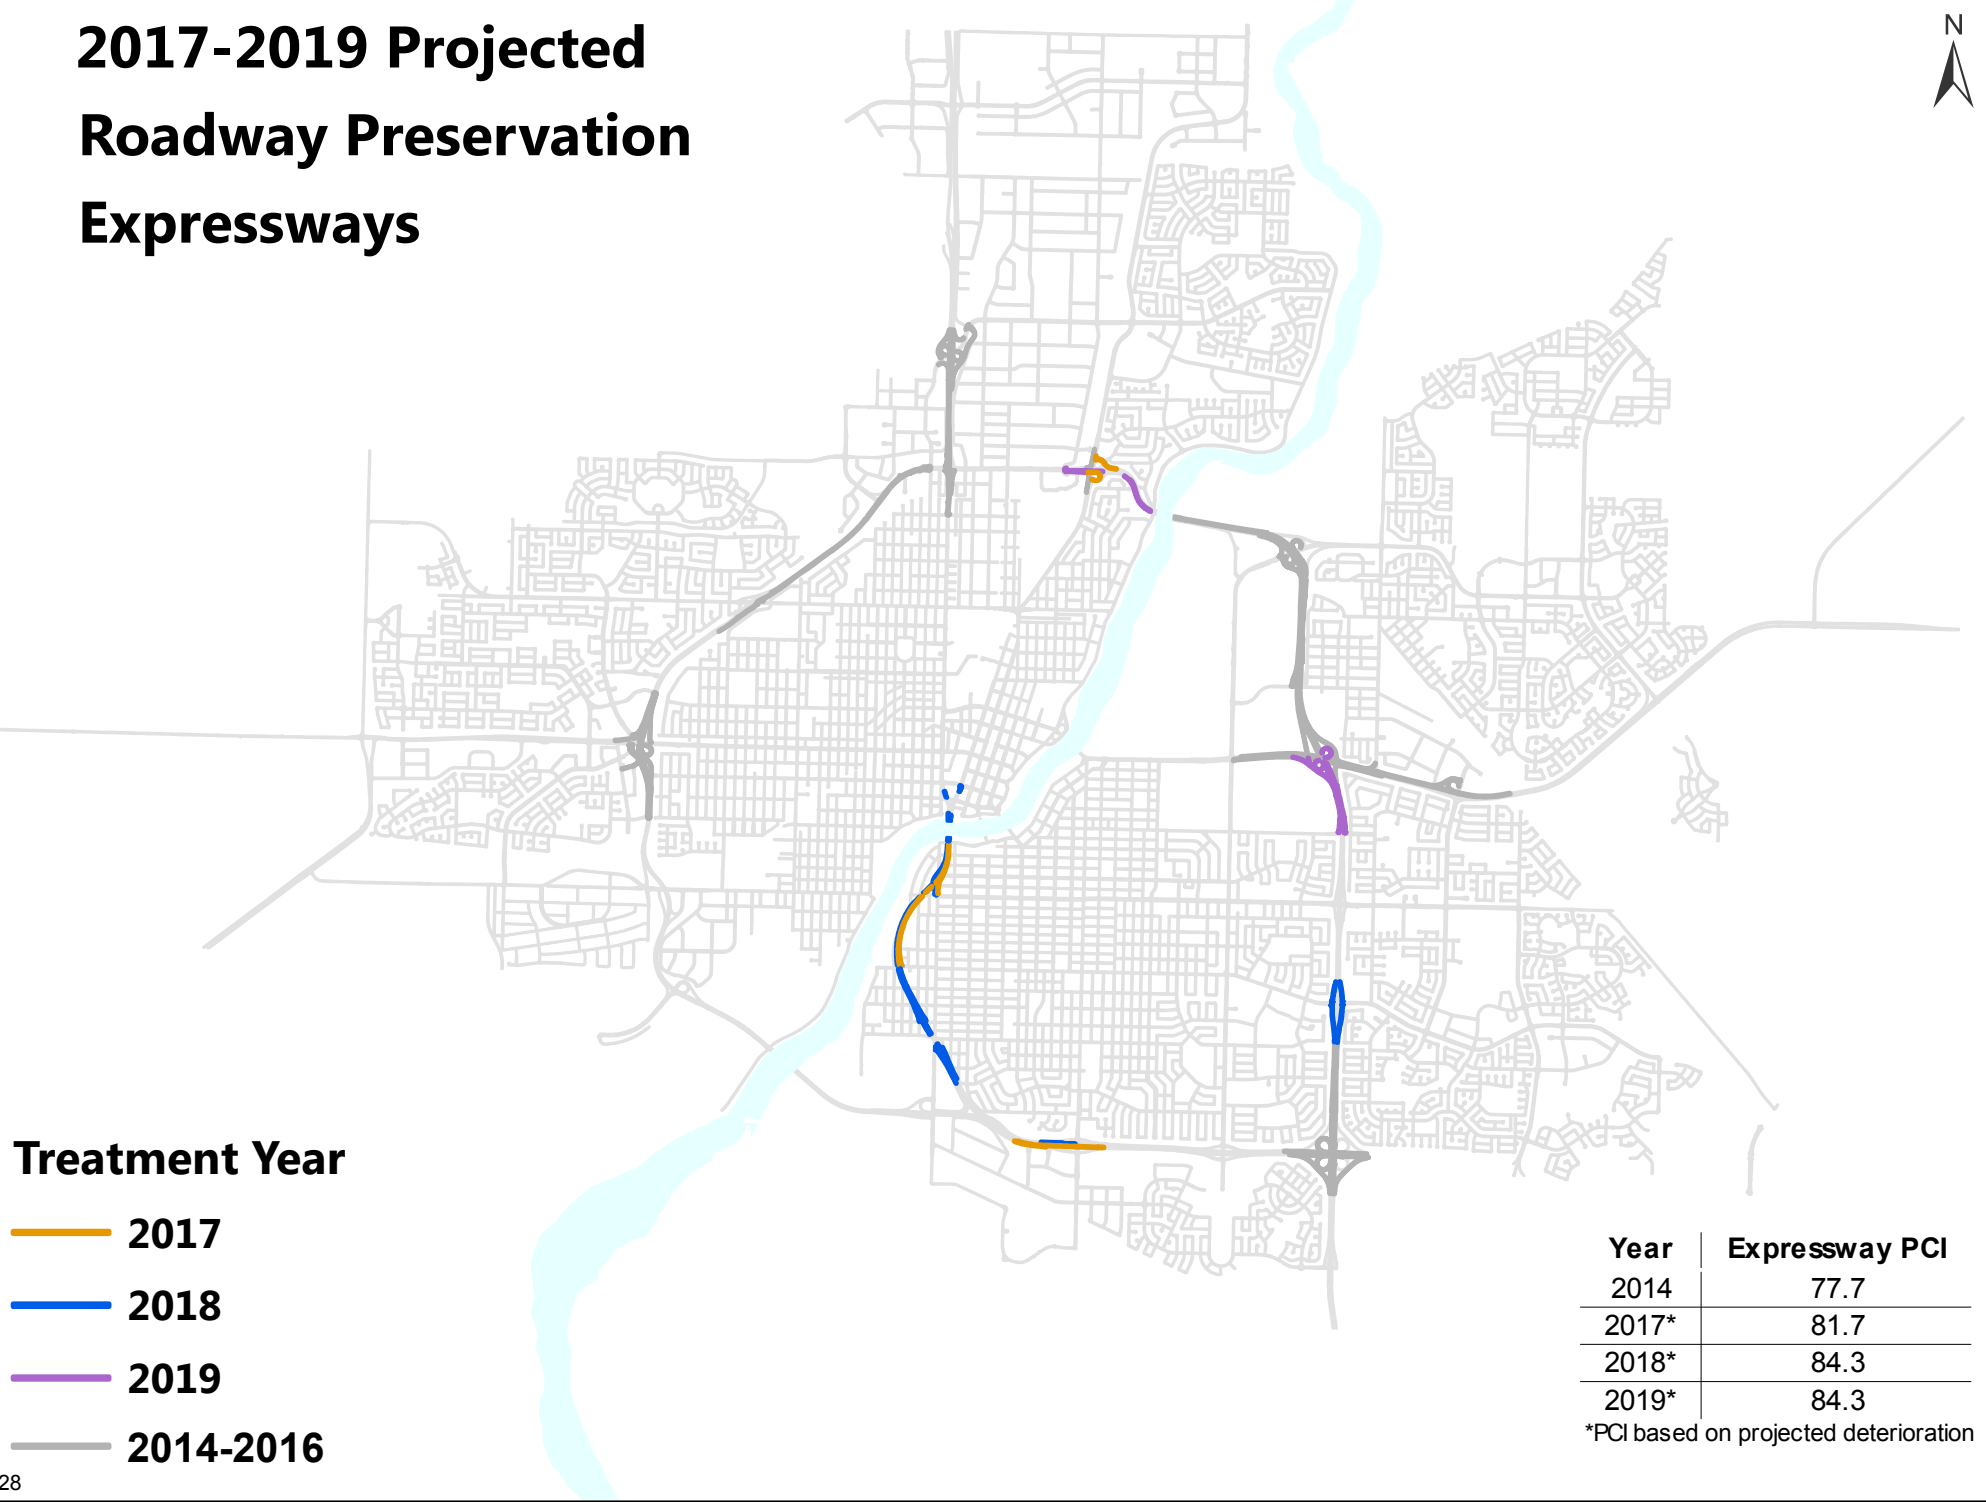 2017-2019 Projected
Roadway Preservation
Expressways
N
Treatment Year
2017
2018
2019
2014-2016
Year Expressway PCI
2014 77.7
2017* 81.7
2018* 84.3
2019* 84.3
*PCI based on projected deterioration
28